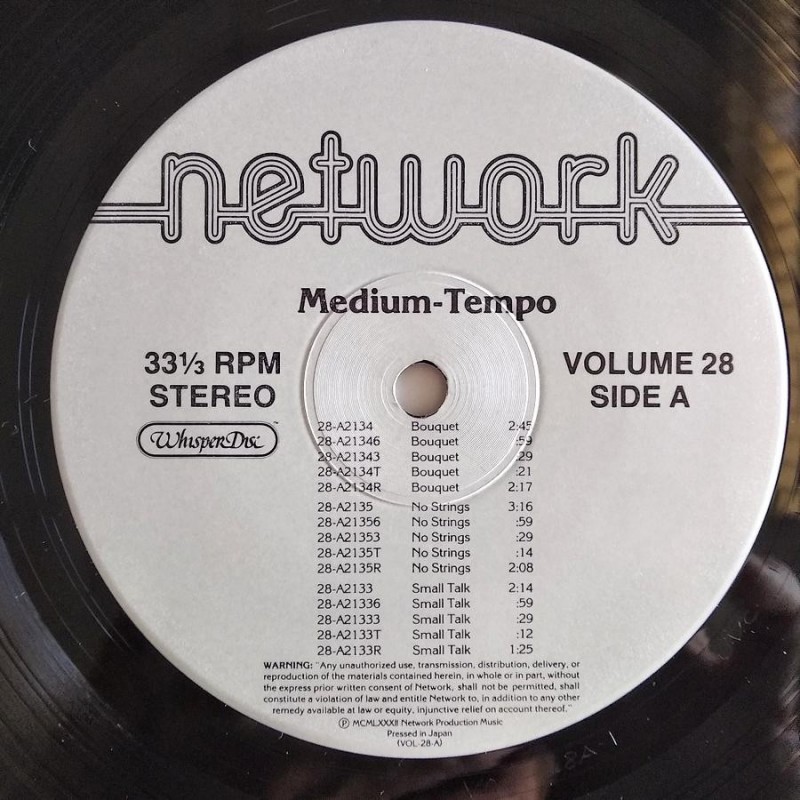 network
Medium-Tempo
33⅓ RPM
STEREO
WhisperDisc™
VOLUME 28
SIDE A
28-A2134 Bouquet 2:45
28-A21346 Bouquet :59
28-A21343 Bouquet :29
28-A2134T Bouquet :21
28-A2134R Bouquet 2:17
28-A2135 No Strings 3:16
28-A21356 No Strings :59
28-A21353 No Strings :29
28-A2135T No Strings :14
28-A2135R No Strings 2:08
28-A2133 Small Talk 2:14
28-A21336 Small Talk :59
28-A21333 Small Talk :29
28-A2133T Small Talk :12
28-A2133R Small Talk 1:25
WARNING: "Any unauthorized use, transmission, distribution, delivery, or
reproduction of the materials contained herein, in whole or in part, without
the express prior written consent of Network, shall not be permitted, shall
constitute a violation of law and entitle Network to, in addition to any other
remedy available at law or equity, injunctive relief on account thereof."
Ⓟ MCMLXXXII Network Production Music
Pressed in Japan
(VOL-28-A)